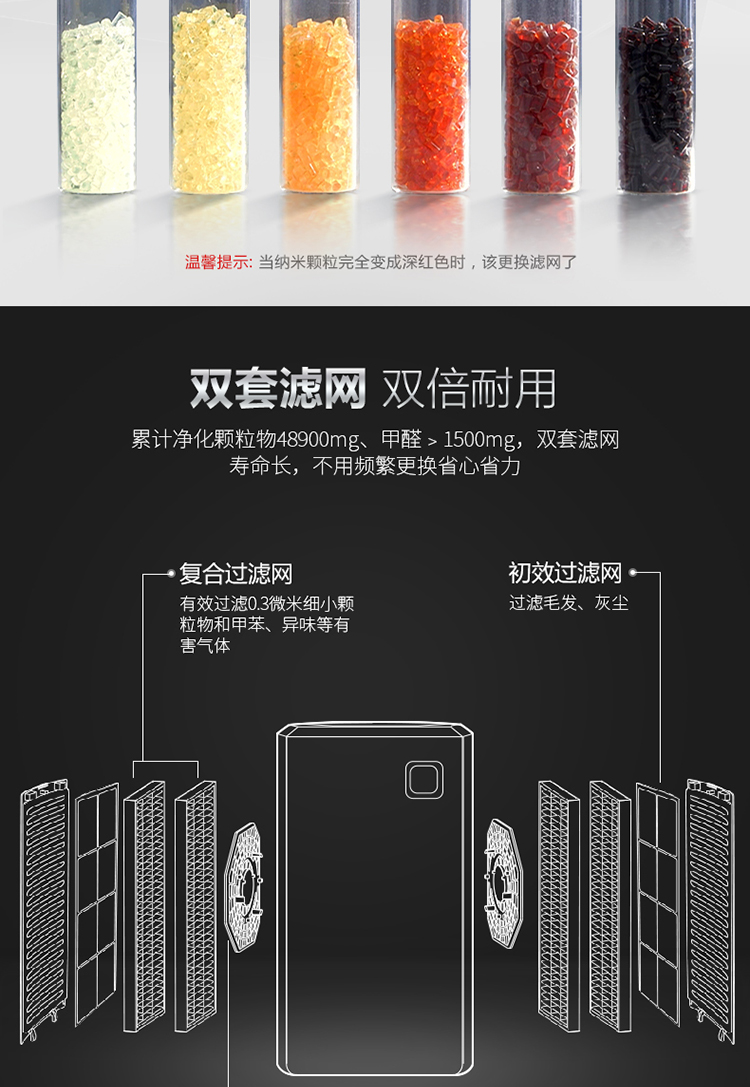 温馨提示: 当纳米颗粒完全变成深红色时，该更换滤网了
双套滤网 双倍耐用
累计净化颗粒物48900mg、甲醛﹥1500mg，双套滤网
寿命长，不用频繁更换省心省力
复合过滤网
有效过滤0.3微米细小颗
粒物和甲苯、异味等有
害气体
初效过滤网
过滤毛发、灰尘